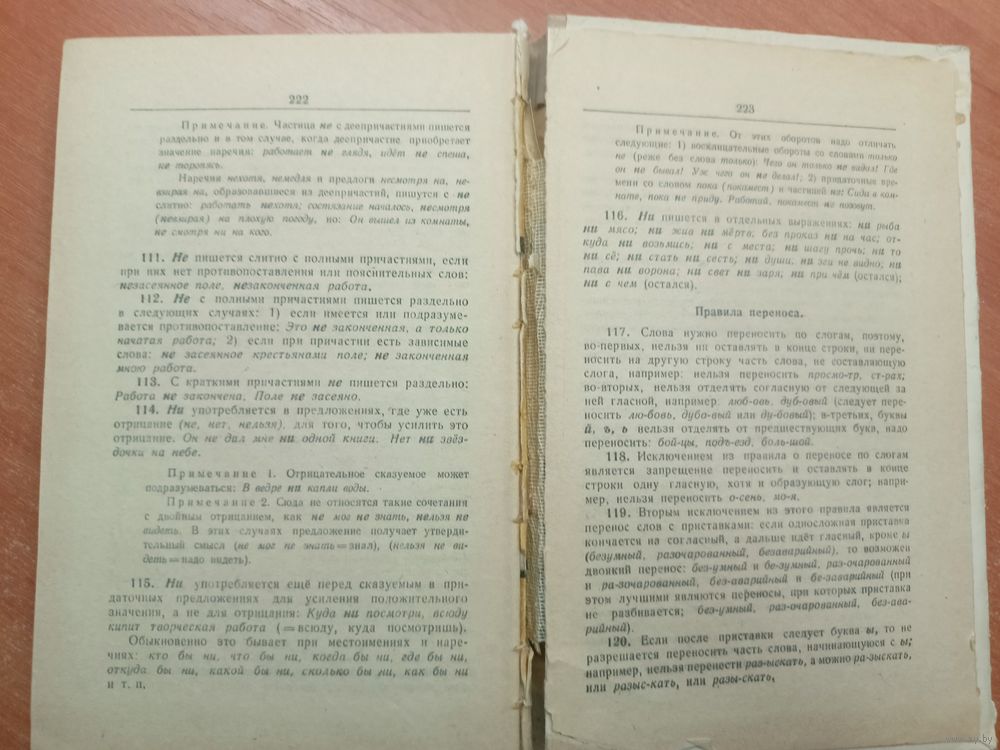 222
Примечание. Частица не с деепричастиями пишется
раздельно и в том случае, когда деепричастие приобретает
значение наречия: работает не глядя, идёт не спеша,
не торопясь.
Наречия нехотя, немедля и предлоги несмотря на, не-
взирая на, образовавшиеся из деепричастий, пишутся с не
слитно: работать нехотя; состязание началось, несмотря
(невзирая) на плохую погоду, но: Он вышел из комнаты,
не смотря ни на кого.
111. Не пишется слитно с полными причастиями, если
при них нет противопоставления или пояснительных слов:
незасеянное поле, незаконченная работа.
112. Не с полными причастиями пишется раздельно
в следующих случаях: 1) если имеется или подразуме-
вается противопоставление: Это не законченная, а только
начатая работа; 2) если при причастии есть зависимые
слова: не засеянное крестьянами поле; не законченная
мною работа.
113. С краткими причастиями не пишется раздельно:
Работа не закончена. Поле не засеяно.
114. Ни употребляется в предложениях, где уже есть
отрицание (не, нет, нельзя), для того, чтобы усилить это
отрицание. Он не дал мне ни одной книги. Нет ни звёз-
дочки на небе.
Примечание 1. Отрицательное сказуемое может
подразумеваться: В ведре ни капли воды.
Примечание 2. Сюда не относятся такие сочетания
с двойным отрицанием, как не мог не знать, нельзя не
видеть. В этих случаях предложение получает утверди-
тельный смысл (не мог не знать=знал), (нельзя не ви-
деть=надо видеть).
115. Ни употребляется ещё перед сказуемым в при-
даточных предложениях для усиления положительного
значения, а не для отрицания: Куда ни посмотри, всюду
кипит творческая работа (=всюду, куда посмотришь).
Обыкновенно это бывает при местоимениях и наре-
чиях: кто бы ни, что бы ни, когда бы ни, где бы ни,
откуда бы ни, какой бы ни, сколько бы ни, как бы ни
и т. п.
223
Примечание. От этих оборотов надо отличать
следующие: 1) восклицательные обороты со словами только
не (реже без слова только): Чего он только не видал! Где
он не бывал! Уж чего он не делал!; 2) придаточные вре-
мени со словом пока (покамест) и частицей не: Сиди в ком-
нате, пока не приду. Работай, покамест не позовут.
116. Ни пишется в отдельных выражениях: ни рыба
ни мясо; ни жива ни мёртва; без проказ ни на час; от-
куда ни возьмись; ни с места; ни шагу прочь; ни то
ни сё; ни стать ни сесть; ни души; ни зги не видно; ни
пава ни ворона; ни свет ни заря; ни при чём (остался);
ни с чем (остался).
Правила переноса.
117. Слова нужно переносить по слогам, поэтому,
во-первых, нельзя ни оставлять в конце строки, ни пере-
носить на другую строку часть слова, не составляющую
слога, например: нельзя переносить просмо-тр, ст-рах;
во-вторых, нельзя отделять согласную от следующей за
ней гласной, например: люб-овь, дуб-овый (следует пере-
носить лю-бовь, дубо-вый или ду-бовый); в-третьих, буквы
й, ъ, ь нельзя отделять от предшествующих букв, надо
переносить: бой-цы, подъ-езд, боль-шой.
118. Исключением из правила о переносе по слогам
является запрещение переносить и оставлять в конце
строки одну гласную, хотя и образующую слог; напри-
мер, нельзя переносить о-сень, мо-я.
119. Вторым исключением из этого правила является
перенос слов с приставками: если односложная приставка
кончается на согласный, а дальше идёт гласный, кроме ы
(безумный, разочарованный, безаварийный), то возможен
двоякий перенос: без-умный и бе-зумный, раз-очарованный
и ра-зочарованный, без-аварийный и бе-заварийный (при
этом лучшими являются переносы, при которых приставка
не разбивается; без-умный, раз-очарованный, без-ава-
рийный).
120. Если после приставки следует буква ы, то не
разрешается переносить часть слова, начинающуюся с ы;
например, нельзя перенести раз-ыскать, а можно ра-зыскать,
или разыс-кать, или разы-скать.